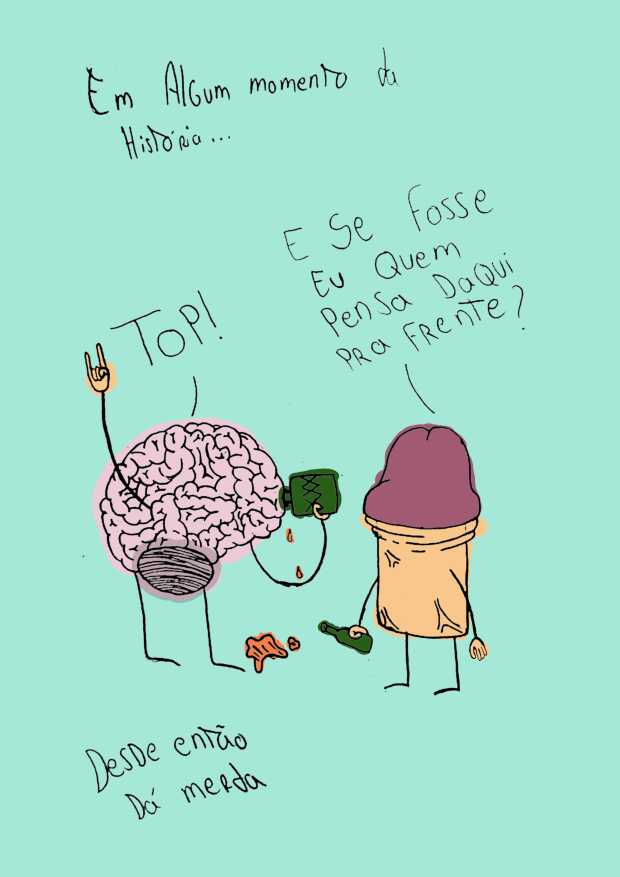 Em Algum momento da
História...
E Se Fosse
Eu Quem
Pensa DaQui
Pra Frente?
ToP!
Desde então
Dá merda